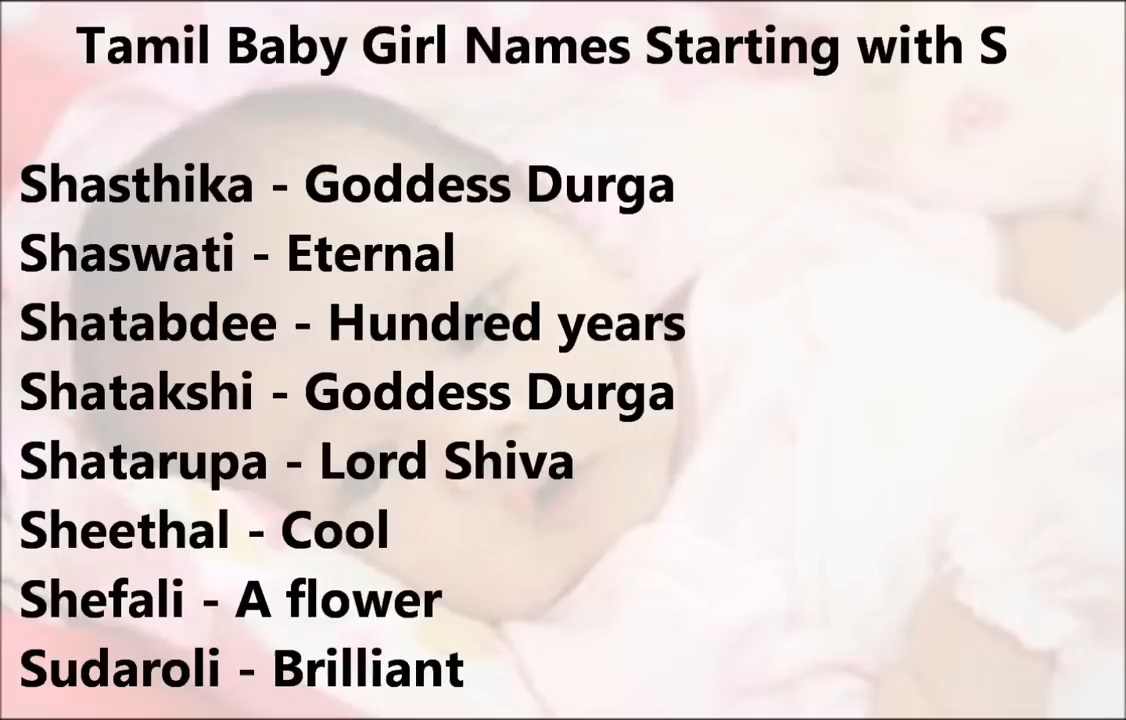 Tamil Baby Girl Names Starting with S
Shasthika - Goddess Durga
Shaswati - Eternal
Shatabdee - Hundred years
Shatakshi - Goddess Durga
Shatarupa - Lord Shiva
Sheethal - Cool
Shefali - A flower
Sudaroli - Brilliant